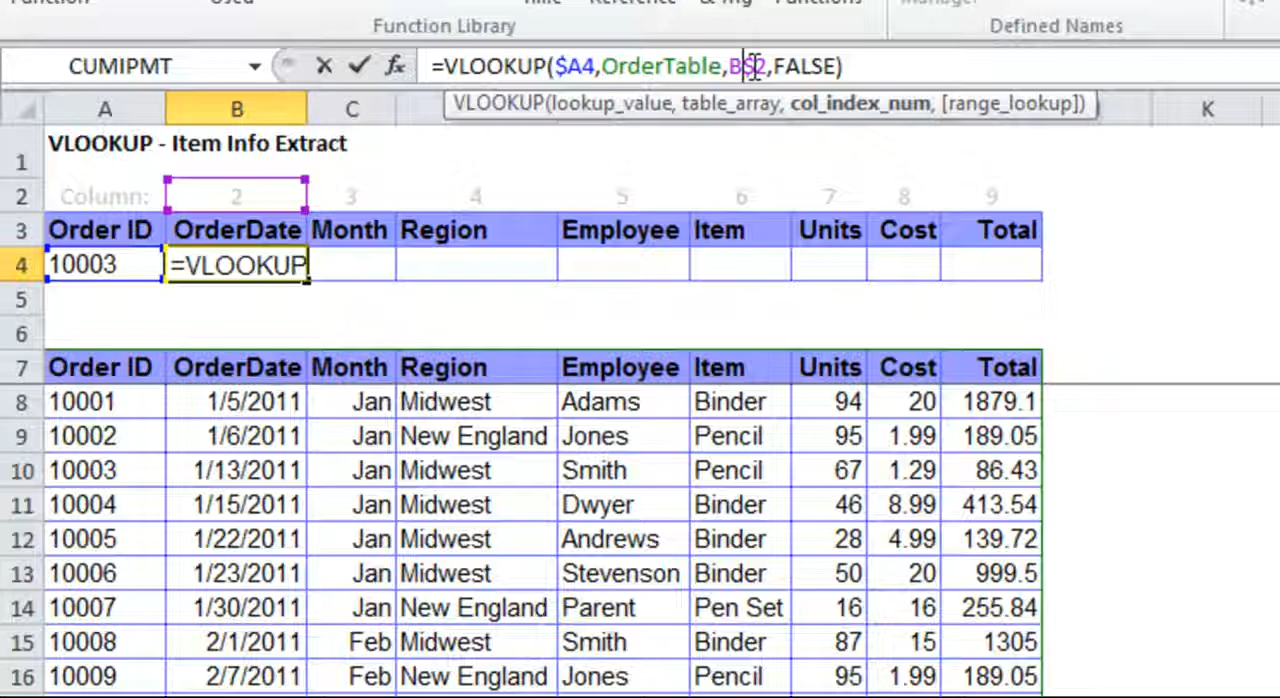 Function Used Time Reference & Trig Functions Manager
Function Library Defined Names
CUMIPMT =VLOOKUP($A4,OrderTable,B$2,FALSE)
A B C VLOOKUP(lookup_value, table_array, col_index_num, [range_lookup]) K
1 VLOOKUP - Item Info Extract
2 Column: 2 3 4 5 6 7 8 9
3 Order ID OrderDate Month Region Employee Item Units Cost Total
4 10003 =VLOOKUP
5
6
7 Order ID OrderDate Month Region Employee Item Units Cost Total
8 10001 1/5/2011 Jan Midwest Adams Binder 94 20 1879.1
9 10002 1/6/2011 Jan New England Jones Pencil 95 1.99 189.05
10 10003 1/13/2011 Jan Midwest Smith Pencil 67 1.29 86.43
11 10004 1/15/2011 Jan Midwest Dwyer Binder 46 8.99 413.54
12 10005 1/22/2011 Jan Midwest Andrews Binder 28 4.99 139.72
13 10006 1/23/2011 Jan Midwest Stevenson Binder 50 20 999.5
14 10007 1/30/2011 Jan New England Parent Pen Set 16 16 255.84
15 10008 2/1/2011 Feb Midwest Smith Binder 87 15 1305
16 10009 2/7/2011 Feb New England Jones Pencil 95 1.99 189.05